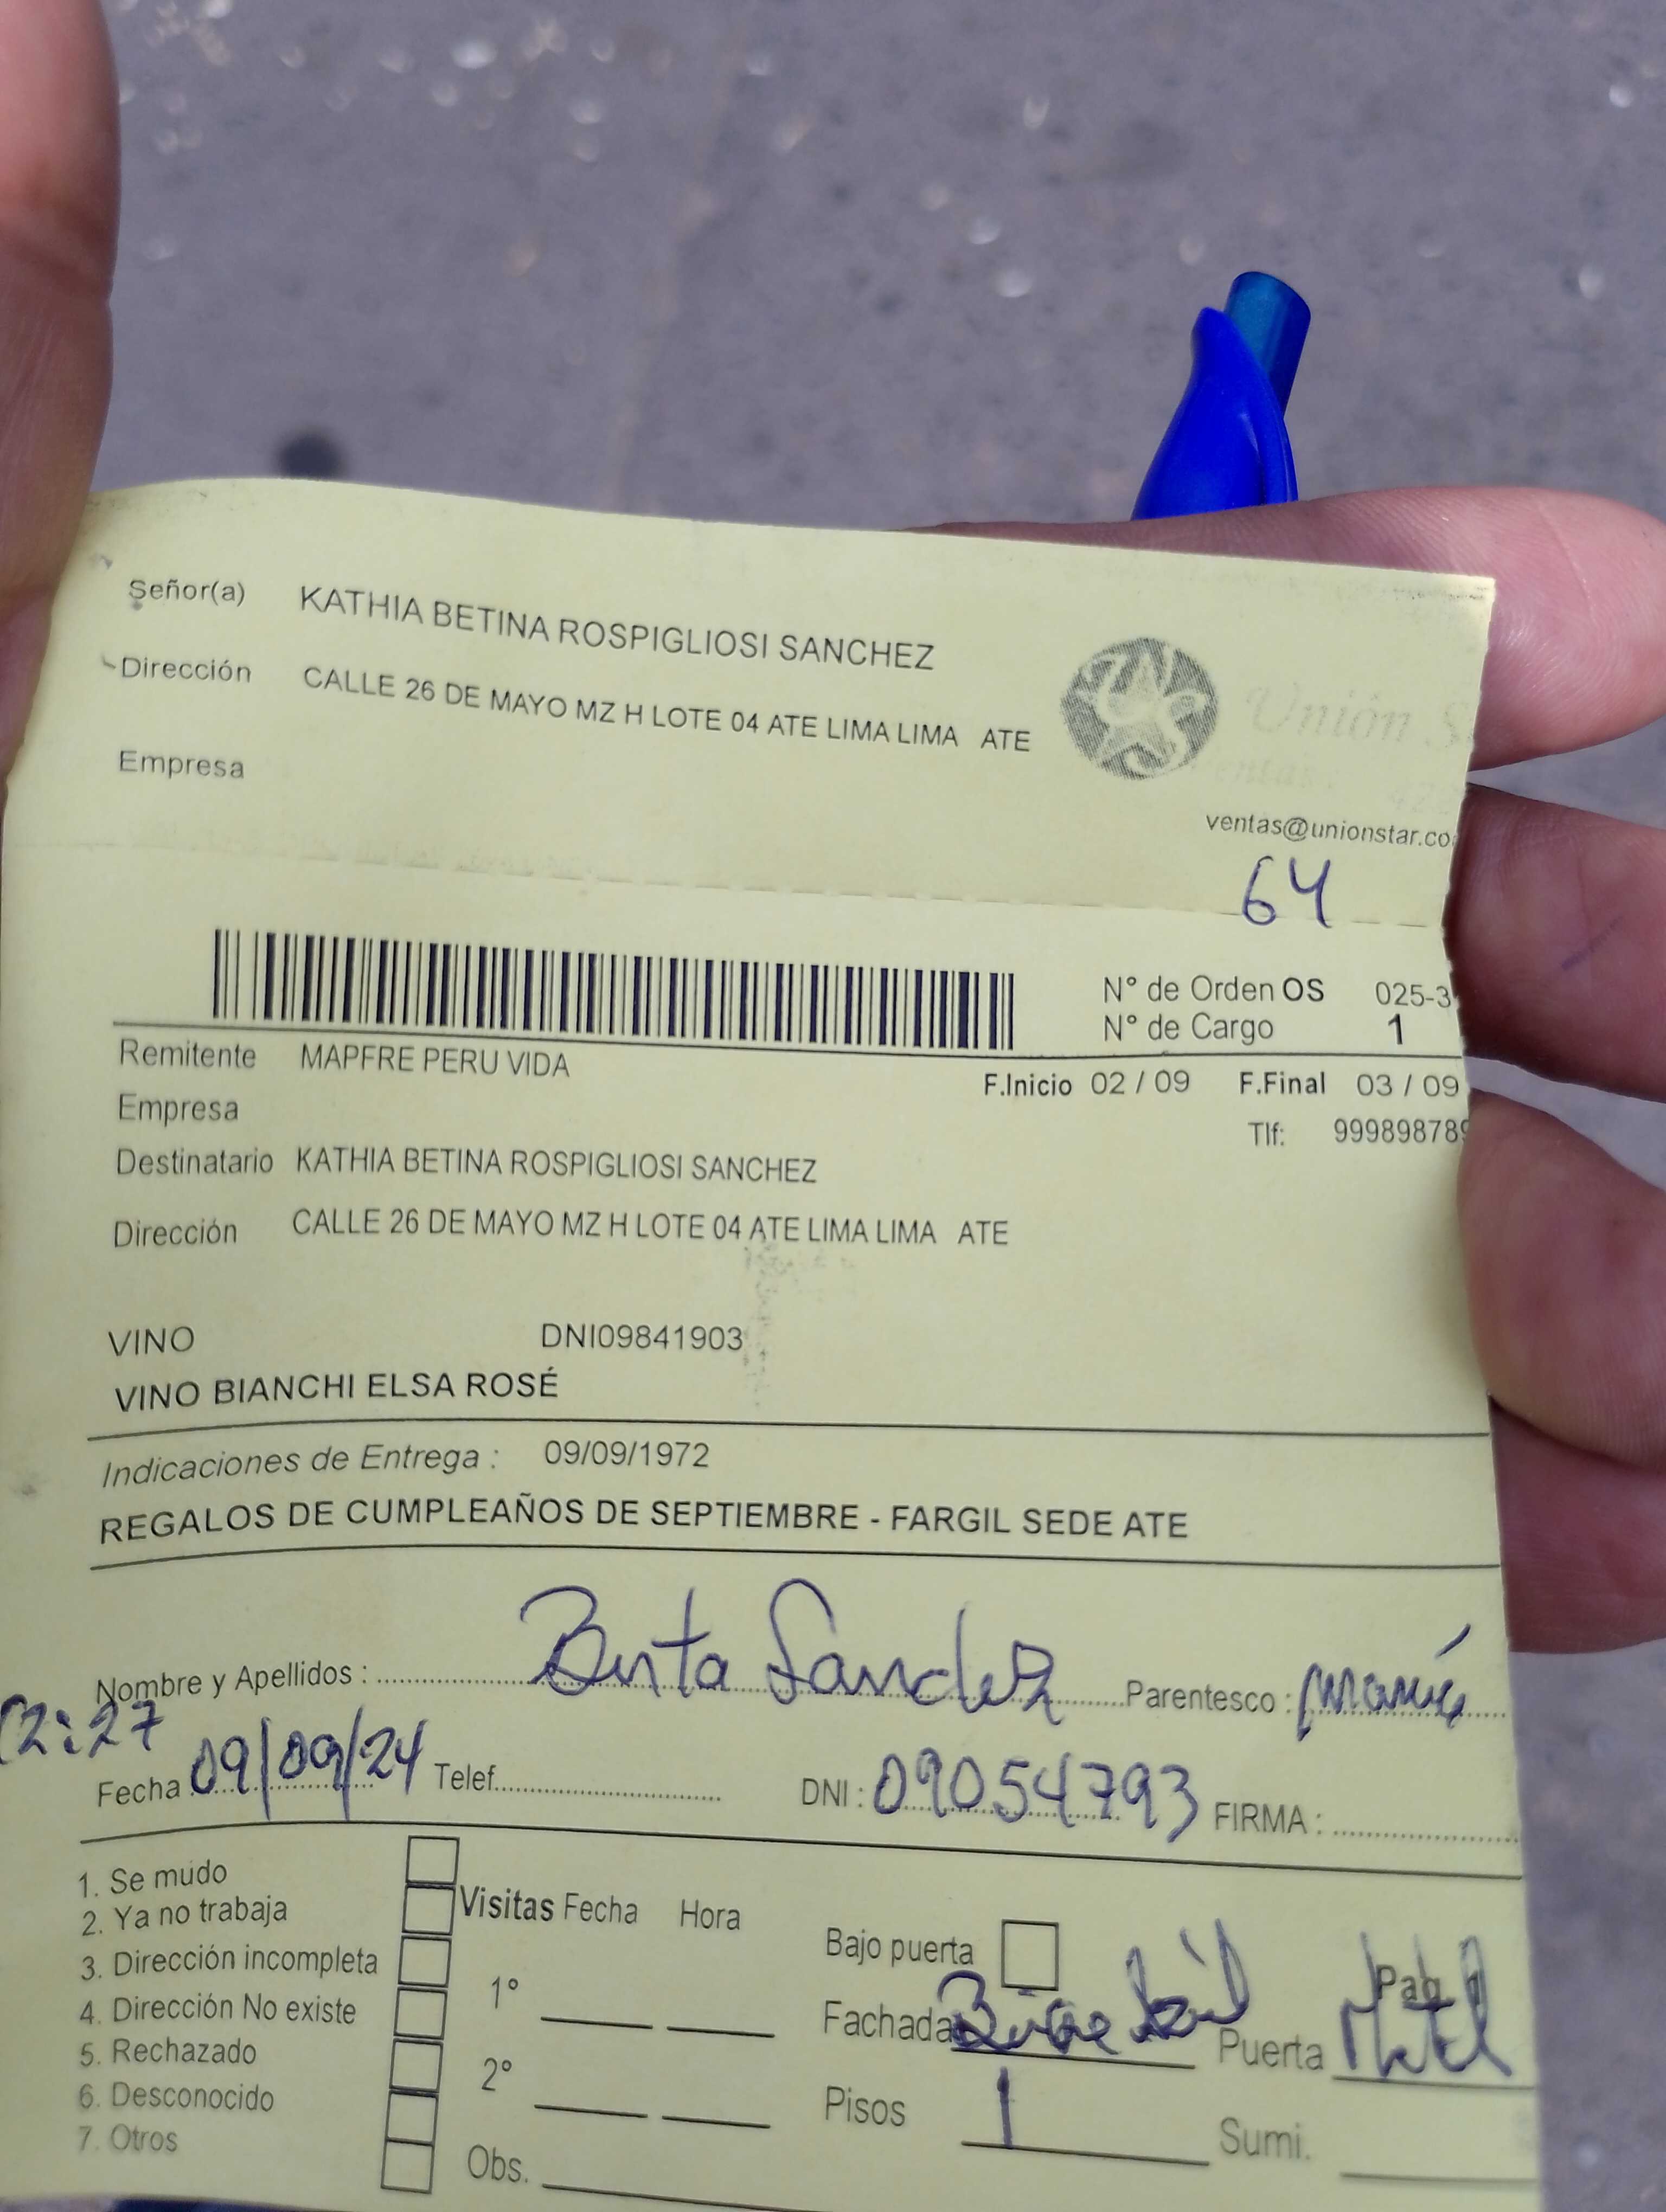 Señor(a) KATHIA BETINA ROSPIGLIOSI SANCHEZ
Dirección CALLE 26 DE MAYO MZ H LOTE 04 ATE LIMA LIMA ATE
Unión S
Empresa
entas
ventas@unionstar.co
64
N° de Orden OS 025-3
N° de Cargo 1
Remitente MAPFRE PERU VIDA
F.Inicio 02 / 09 F.Final 03 / 09
Empresa
Tlf: 999898789
Destinatario KATHIA BETINA ROSPIGLIOSI SANCHEZ
Dirección CALLE 26 DE MAYO MZ H LOTE 04 ATE LIMA LIMA ATE
VINO DNI09841903
VINO BIANCHI ELSA ROSÉ
Indicaciones de Entrega : 09/09/1972
REGALOS DE CUMPLEAÑOS DE SEPTIEMBRE - FARGIL SEDE ATE
Nombre y Apellidos : Berta Sanchez Parentesco : mamá
12:27
Fecha 09/09/24 Telef. DNI : 09054793 FIRMA :
1. Se mudo
2. Ya no trabaja Visitas Fecha Hora
3. Dirección incompleta Bajo puerta
4. Dirección No existe 1° Fachada Puerta
Pag
5. Rechazado
6. Desconocido 2° Pisos 1 Sumi.
7. Otros Obs.